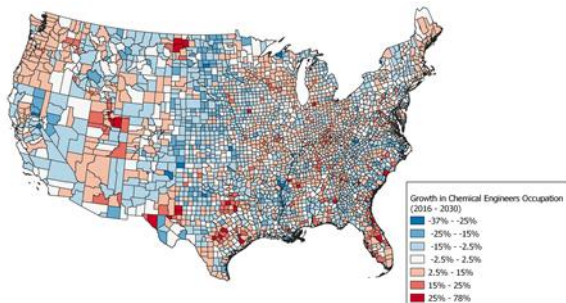 Growth in Chemical Engineers Occupation
(2016 - 2030)
-37% - -25%
-25% - -15%
-15% - -2.5%
-2.5% - 2.5%
2.5% - 15%
15% - 25%
25% - 78%